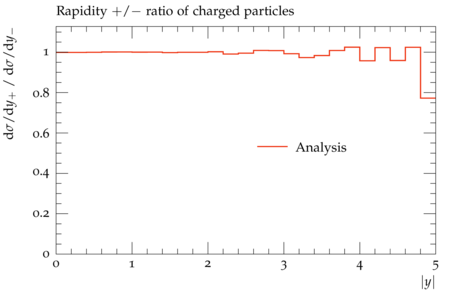 Rapidity +/− ratio of charged particles
dσ/dy₊ / dσ/dy₋
1
0.8
0.6
0.4
0.2
0
Analysis
0 1 2 3 4 5
|y|